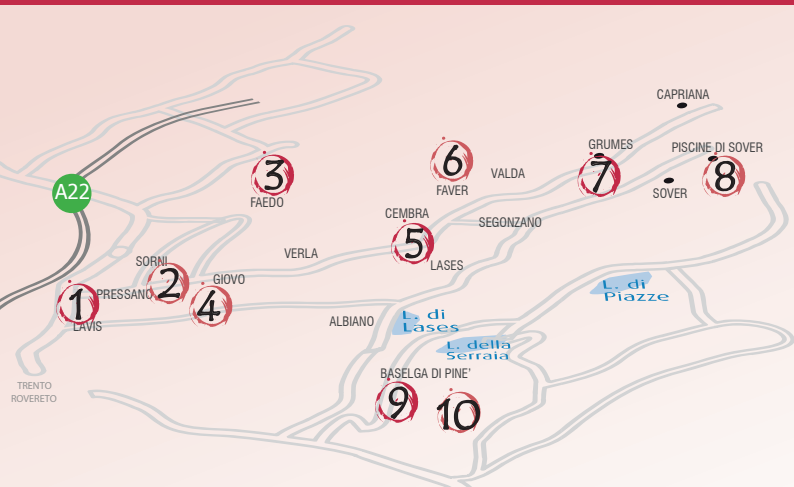 CAPRIANA
GRUMES
PISCINE DI SOVER
6
7
8
3
VALDA
A22
FAVER
SOVER
FAEDO
CEMBRA
SEGONZANO
5
VERLA
SORNI
LASES
GIOVO
2
PRESSANO
L. di
Piazze
1
4
LAVIS
ALBIANO
L. di
Lases
L. della
Serraia
BASELGA DI PINE'
TRENTO
ROVERETO
9
10